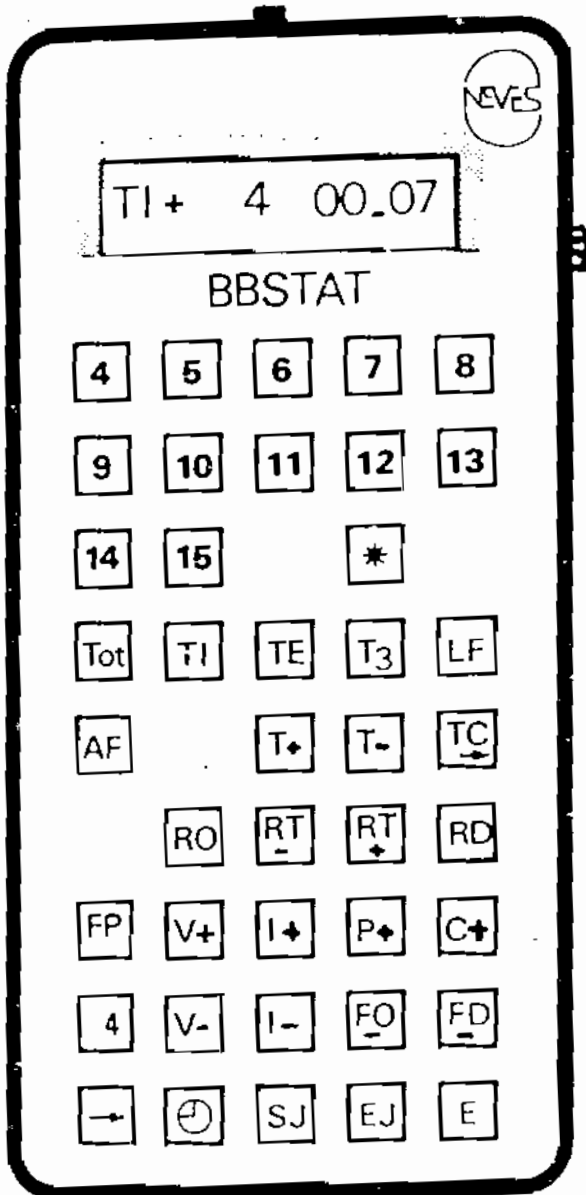 NEVES
TI+ 4 00.07
BBSTAT
4 5 6 7 8
9 10 11 12 13
14 15 *
Tot TI TE T3 LF
AF T+ T- TC
RO RT - RT + RD
FP V+ I+ P+ C+
4 V- I- FO - FD -
→ SJ EJ E